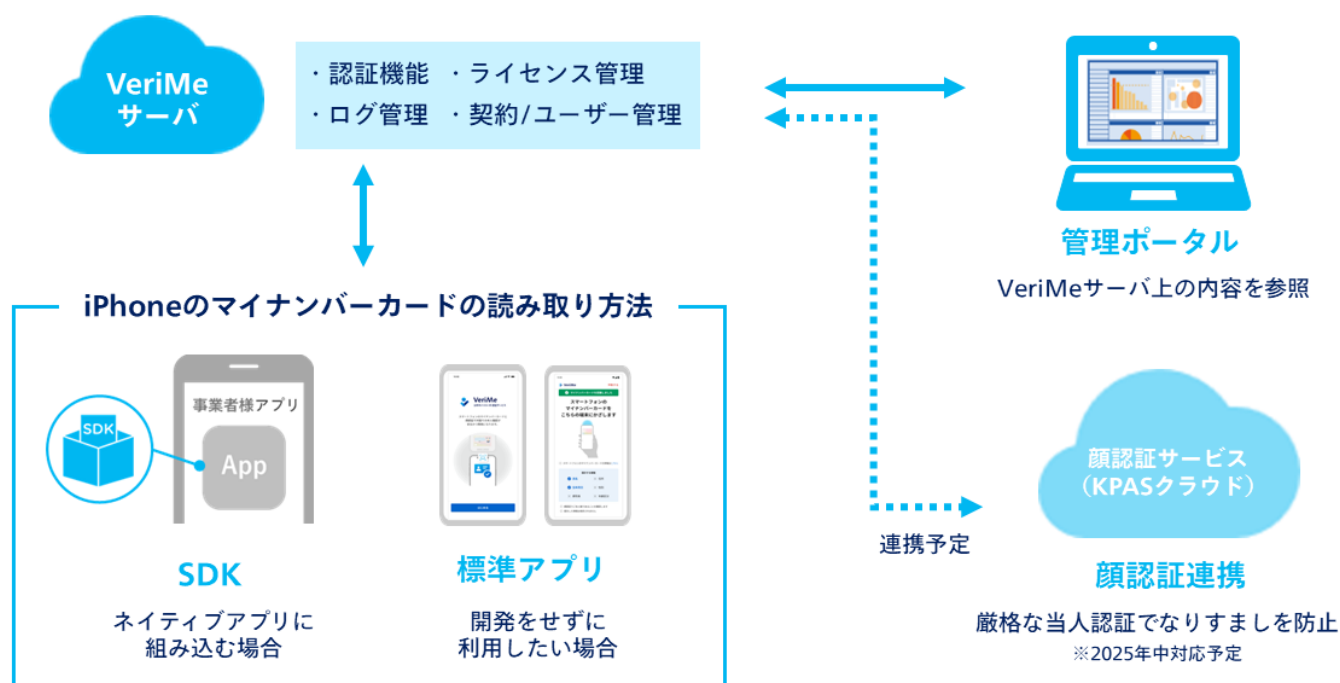 VeriMe
サーバ
・認証機能 ・ライセンス管理
・ログ管理 ・契約/ユーザー管理
管理ポータル
VeriMeサーバ上の内容を参照
iPhoneのマイナンバーカードの読み取り方法
事業者様アプリ
SDK
App
SDK
ネイティブアプリに
組み込む場合
VeriMe
スマートフォンの
マイナンバーカードを
こちらの端末にかざします
標準アプリ
開発をせずに
利用したい場合
連携予定
顔認証サービス
（KPASクラウド）
顔認証連携
厳格な当人認証でなりすましを防止
※2025年中対応予定